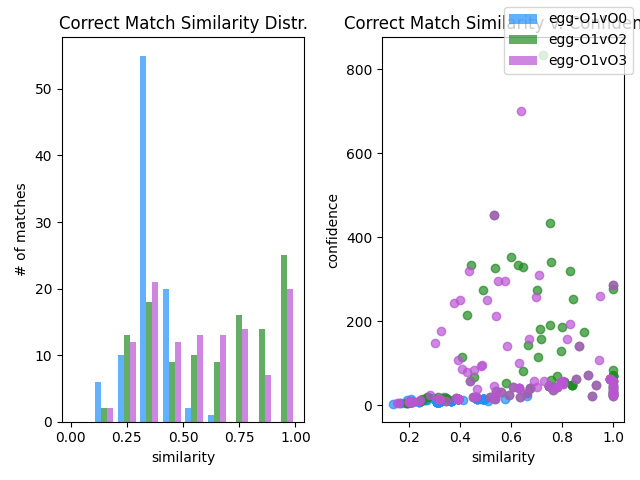 Correct Match Similarity Distr.
# of matches
50
40
30
20
10
0
0.00 0.25 0.50 0.75 1.00
similarity
Correct Match Similarity v Confiden
egg-O1vO0
egg-O1vO2
egg-O1vO3
confidence
800
600
400
200
0
0.2 0.4 0.6 0.8 1.0
similarity